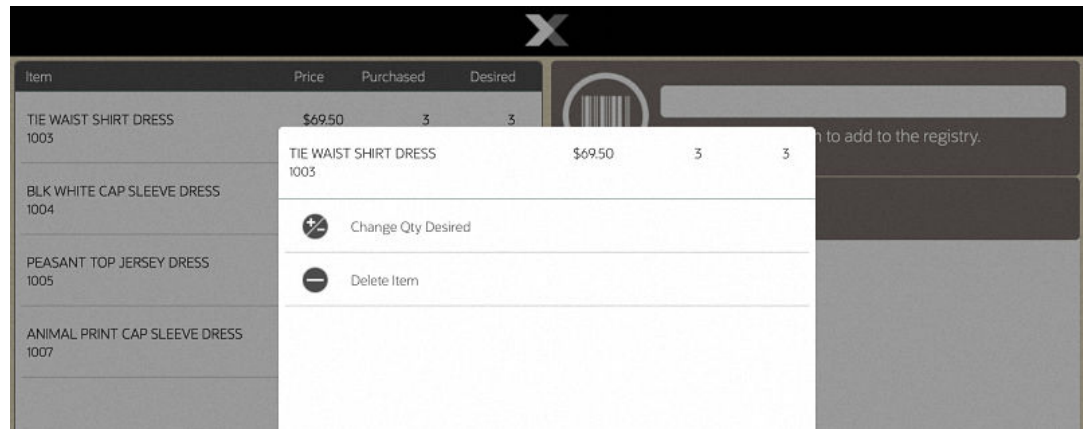 Item Price Purchased Desired
TIE WAIST SHIRT DRESS $69.50 3 3
1003
BLK WHITE CAP SLEEVE DRESS
1004
PEASANT TOP JERSEY DRESS
1005
ANIMAL PRINT CAP SLEEVE DRESS
1007
to add to the registry.
TIE WAIST SHIRT DRESS $69.50 3 3
1003
Change Qty Desired
Delete Item